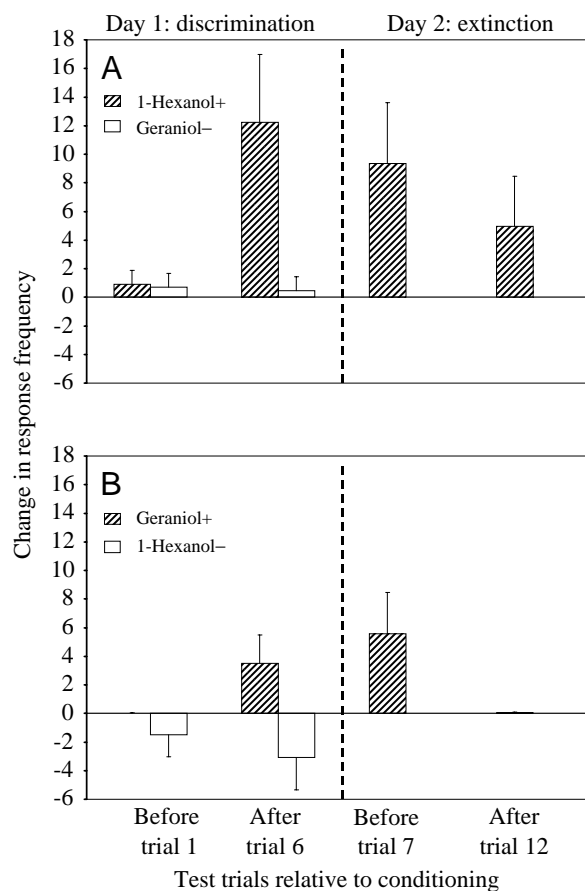 Day 1: discrimination Day 2: extinction
18
16
14
12
10
8
6
4
2
0
-2
-4
-6
A
1-Hexanol+
Geraniol−
Change in response frequency
18
16
14
12
10
8
6
4
2
0
-2
-4
-6
B
Geraniol+
1-Hexanol−
Before After Before After
trial 1 trial 6 trial 7 trial 12
Test trials relative to conditioning